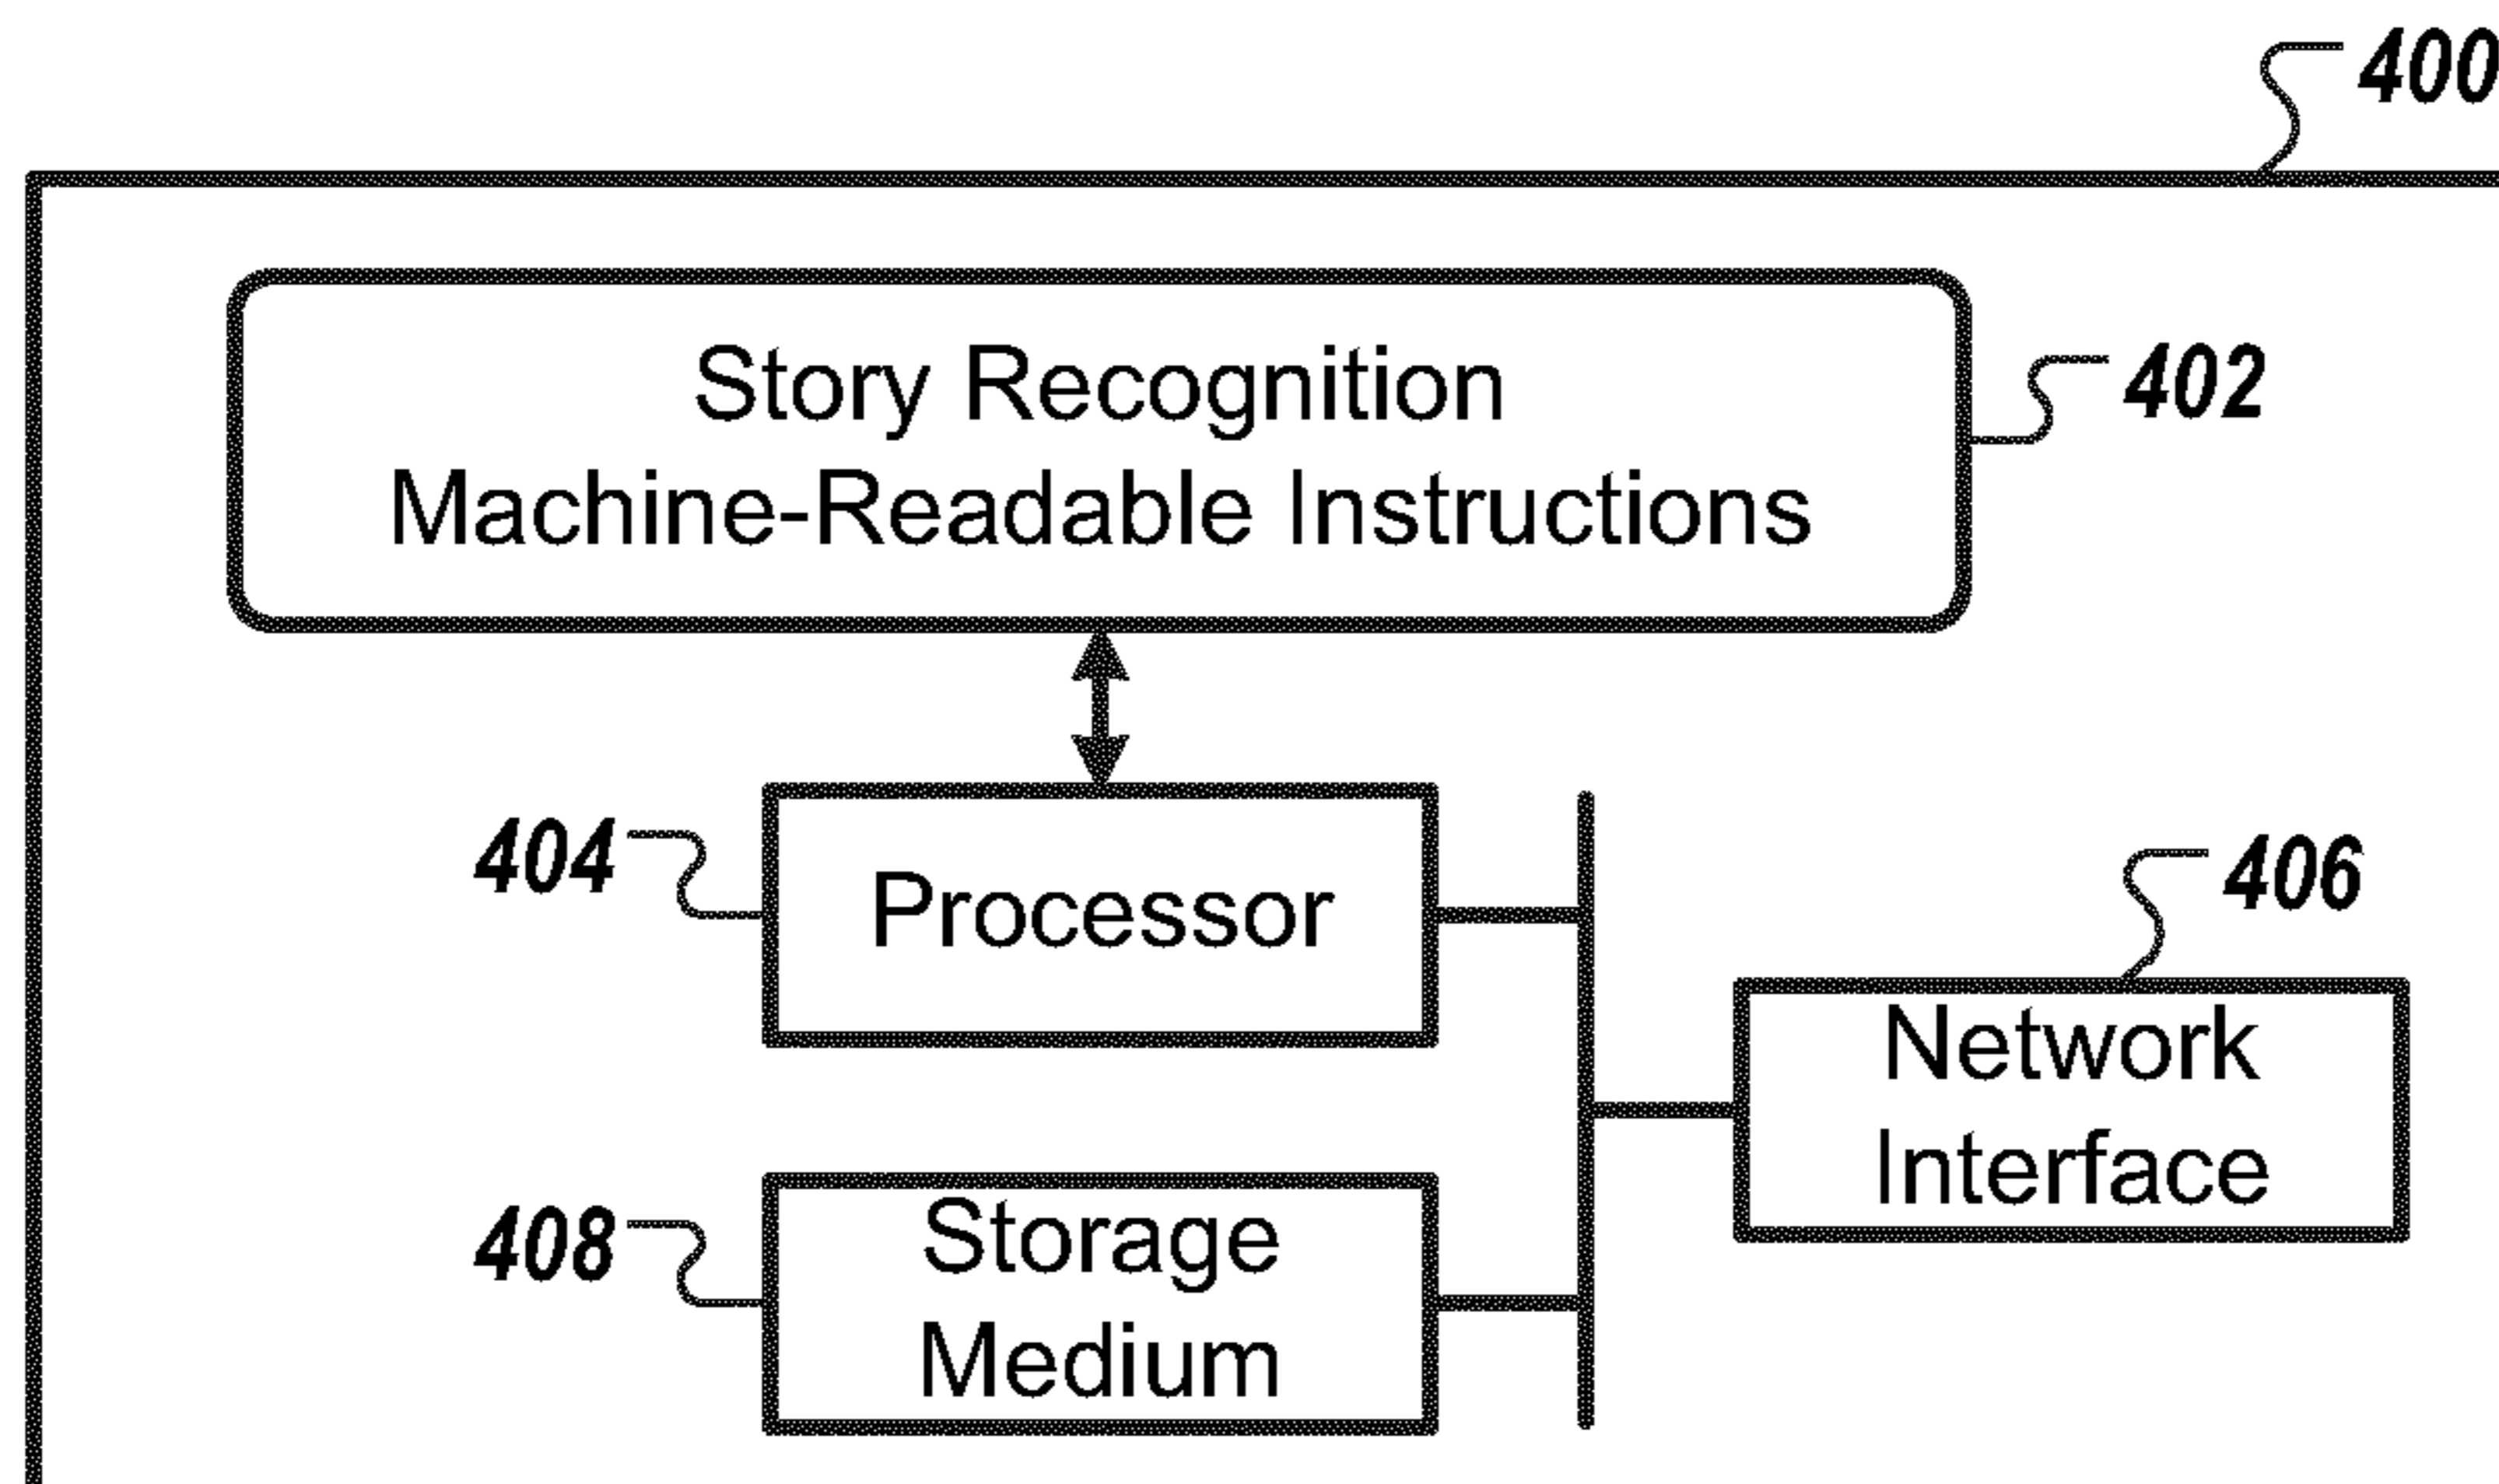 400
Story Recognition
Machine-Readable Instructions
402
404
Processor
406
Network
Interface
408
Storage
Medium